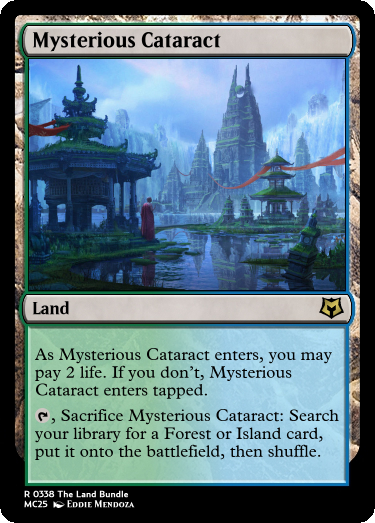 Mysterious Cataract
Land
As Mysterious Cataract enters, you may
pay 2 life. If you don't, Mysterious
Cataract enters tapped.
, Sacrifice Mysterious Cataract: Search
your library for a Forest or Island card,
put it onto the battlefield, then shuffle.
R 0338 The Land Bundle
MC25 Eddie Mendoza